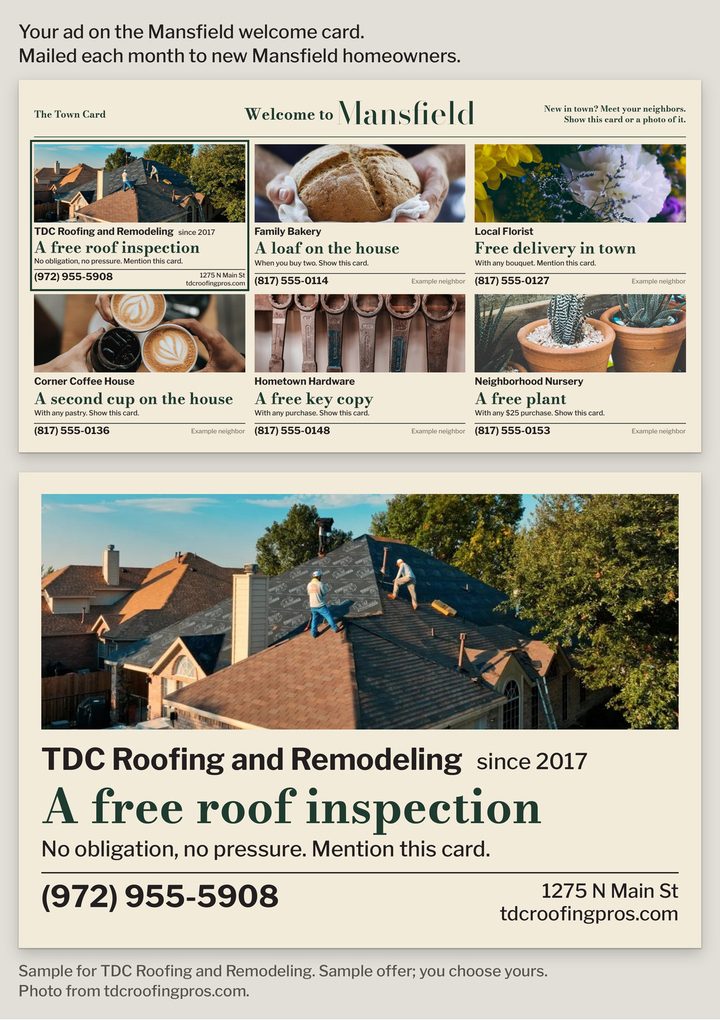 Your ad on the Mansfield welcome card.
Mailed each month to new Mansfield homeowners.
The Town Card
Welcome to Mansfield
New in town? Meet your neighbors.
Show this card or a photo of it.
TDC Roofing and Remodeling since 2017
A free roof inspection
No obligation, no pressure. Mention this card.
(972) 955-5908
1275 N Main St
tdcroofingpros.com
Family Bakery
A loaf on the house
When you buy two. Show this card.
(817) 555-0114
Example neighbor
Local Florist
Free delivery in town
With any bouquet. Mention this card.
(817) 555-0127
Example neighbor
Corner Coffee House
A second cup on the house
With any pastry. Show this card.
(817) 555-0136
Example neighbor
Hometown Hardware
A free key copy
With any purchase. Show this card.
(817) 555-0148
Example neighbor
Neighborhood Nursery
A free plant
With any $25 purchase. Show this card.
(817) 555-0153
Example neighbor
TDC Roofing and Remodeling since 2017
A free roof inspection
No obligation, no pressure. Mention this card.
(972) 955-5908
1275 N Main St
tdcroofingpros.com
Sample for TDC Roofing and Remodeling. Sample offer; you choose yours.
Photo from tdcroofingpros.com.